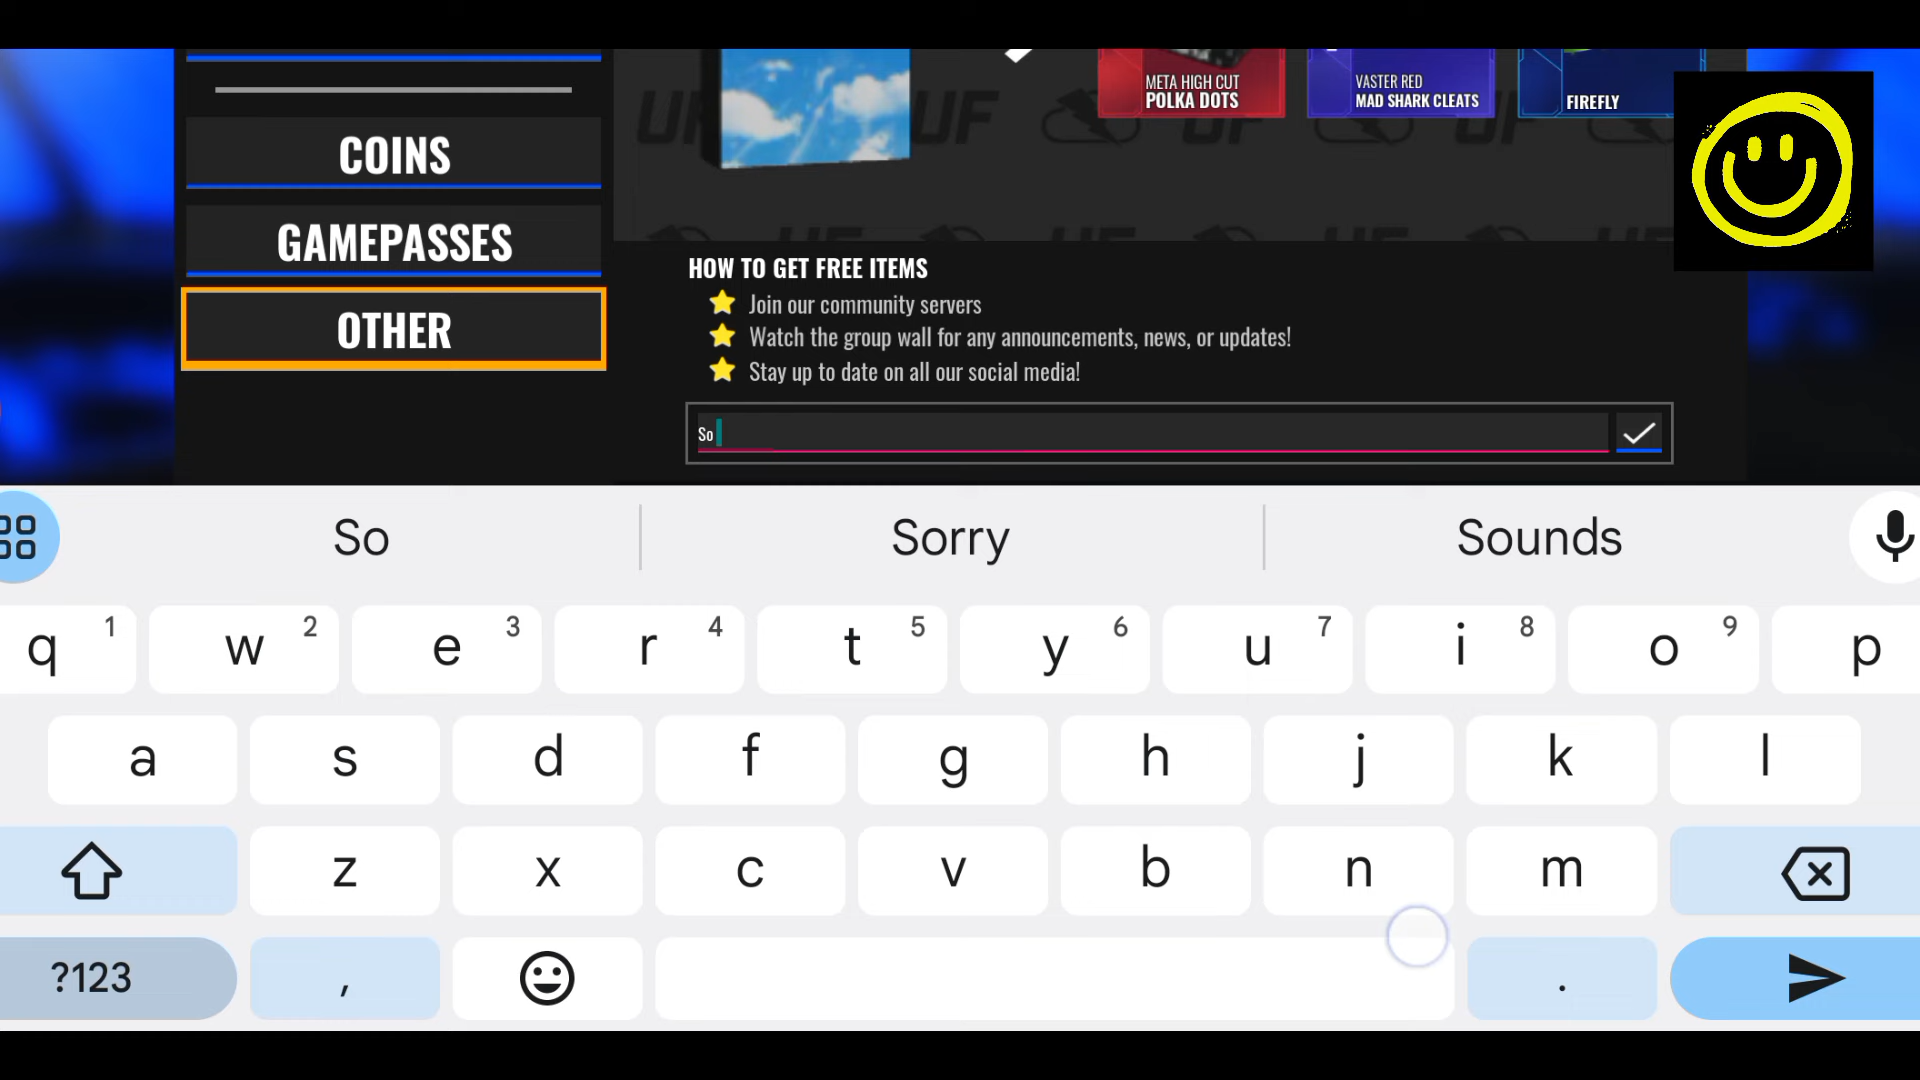 META HIGH CUT
POLKA DOTS
VASTER RED
MAD SHARK CLEATS
FIREFLY
UF
COINS
GAMEPASSES
OTHER
HOW TO GET FREE ITEMS
Join our community servers
Watch the group wall for any announcements, news, or updates!
Stay up to date on all our social media!
So
So Sorry Sounds
q 1 w 2 e 3 r 4 t 5 y 6 u 7 i 8 o 9 p
a s d f g h j k l
z x c v b n m
?123 , .